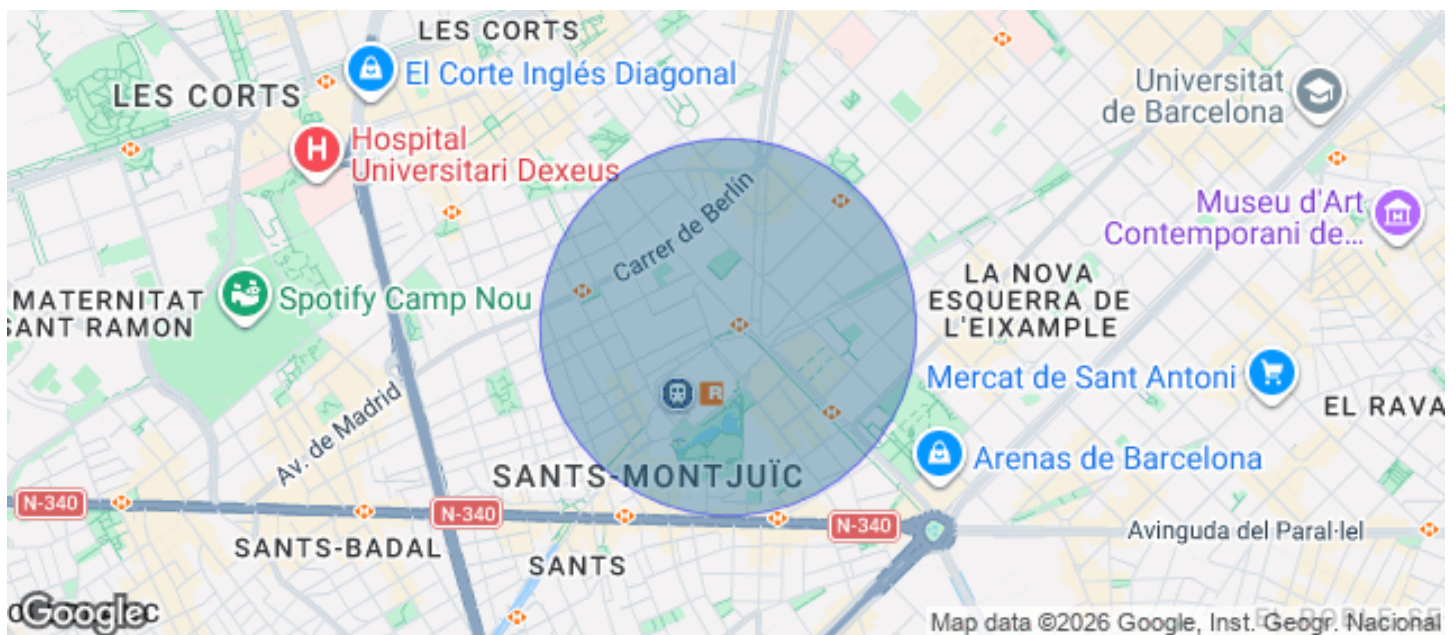 LES CORTS
El Corte Inglés Diagonal
LES CORTS
Hospital
Universitari Dexeus
Universitat
de Barcelona
Carrer de Berlín
Museu d'Art
Contemporani de...
MATERNITAT
SANT RAMON
Spotify Camp Nou
LA NOVA
ESQUERRA DE
L'EIXAMPLE
Mercat de Sant Antoni
EL RAVA
Av. de Madrid
R
SANTS-MONTJUÏC
Arenas de Barcelona
N-340
N-340
N-340
Avinguda del Paral·lel
SANTS-BADAL
SANTS
Google
Map data ©2026 Google, Inst. Geogr. Nacional